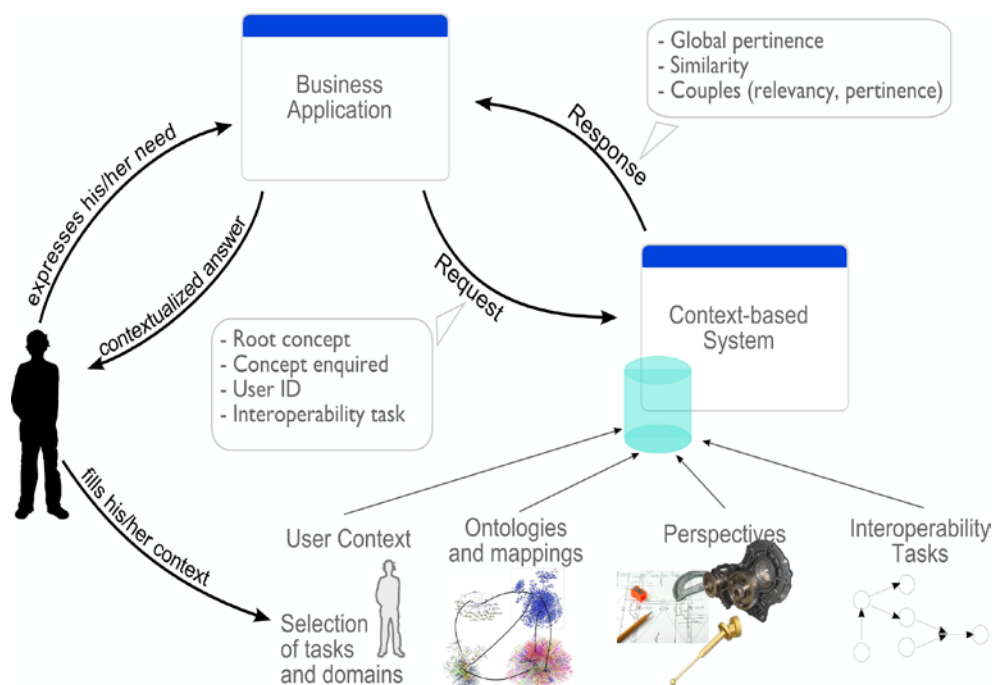 Business
Application
- Global pertinence
- Similarity
- Couples (relevancy, pertinence)
expresses his/her need
contextualized answer
Response
Request
- Root concept
- Concept enquired
- User ID
- Interoperability task
Context-based
System
fills his/her context
User Context
Selection
of tasks
and domains
Ontologies
and mappings
Perspectives
Interoperability
Tasks